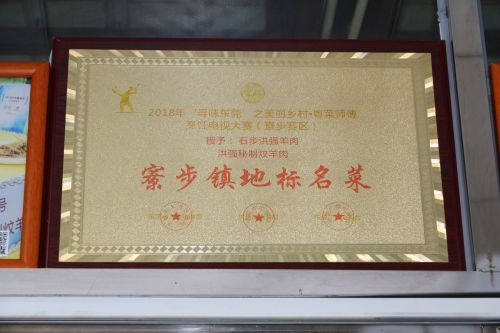 2018年"寻味东莞"之美丽乡村•粤菜师傅
烹饪电视大赛（寮步赛区）
授予：石步洪强羊肉
洪强秘制炆羊肉
寮步镇地标名菜